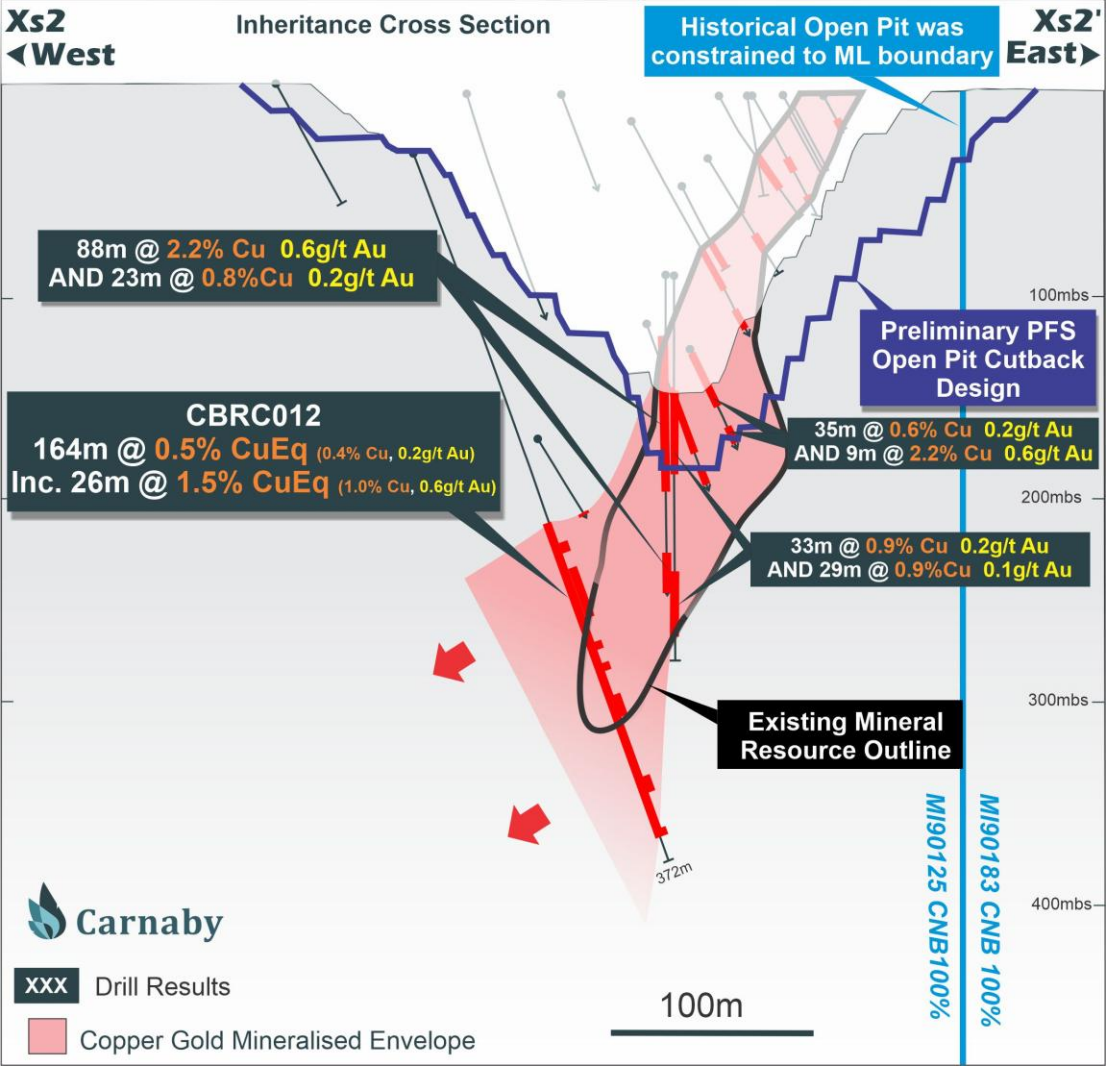 Xs2
West
Inheritance Cross Section
Historical Open Pit was
constrained to ML boundary
Xs2'
East
88m @ 2.2% Cu 0.6g/t Au
AND 23m @ 0.8%Cu 0.2g/t Au
100mbs
Preliminary PFS
Open Pit Cutback
Design
CBRC012
164m @ 0.5% CuEq (0.4% Cu, 0.2g/t Au)
Inc. 26m @ 1.5% CuEq (1.0% Cu, 0.6g/t Au)
35m @ 0.6% Cu 0.2g/t Au
AND 9m @ 2.2% Cu 0.6g/t Au
200mbs
33m @ 0.9% Cu 0.2g/t Au
AND 29m @ 0.9%Cu 0.1g/t Au
300mbs
Existing Mineral
Resource Outline
MI90125 CNB100%
MI90183 CNB 100%
372m
400mbs
Carnaby
XXX Drill Results
Copper Gold Mineralised Envelope
100m